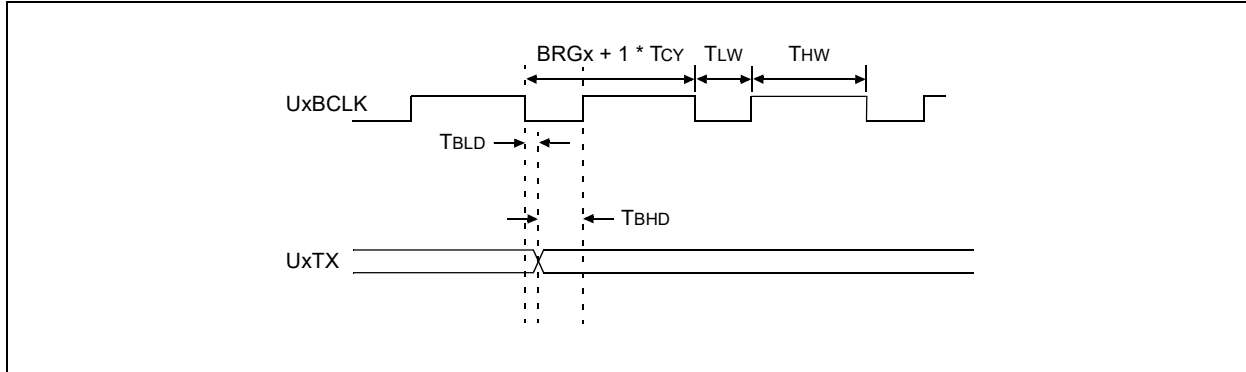 BRGx + 1 * TCY TLW THW
UxBCLK
TBLD
TBHD
UxTX